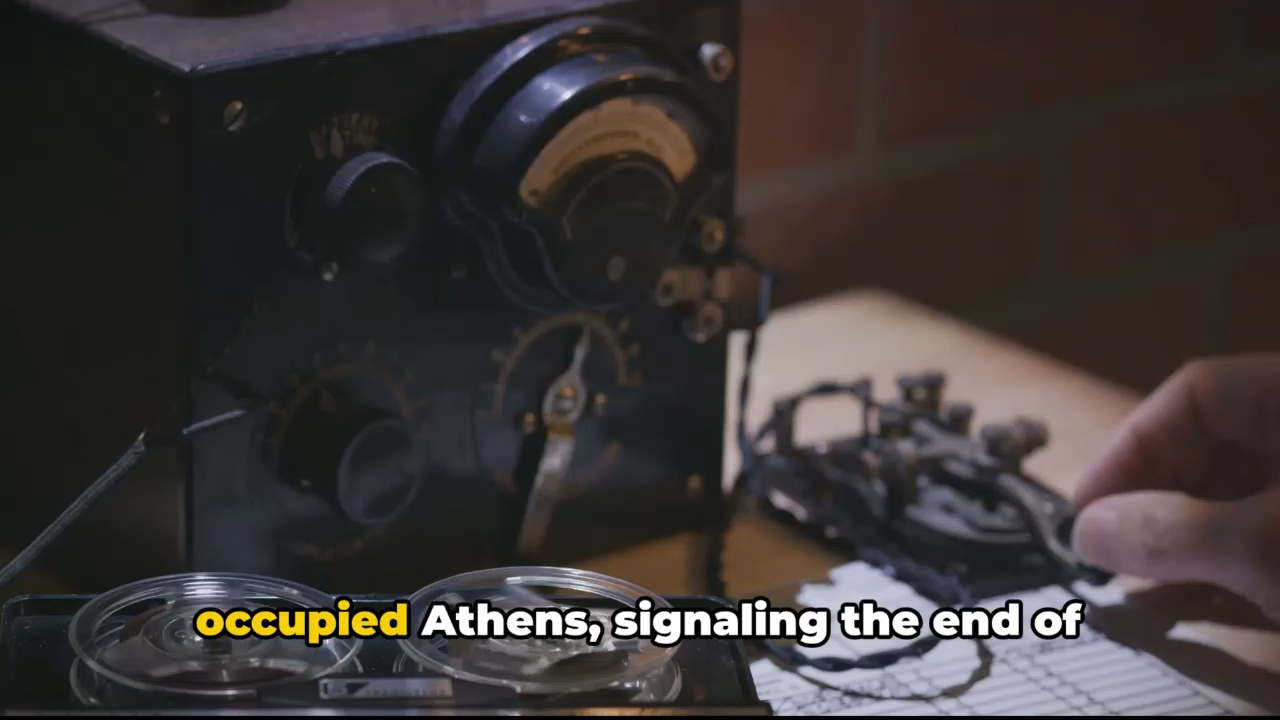 occupied Athens, signaling the end of